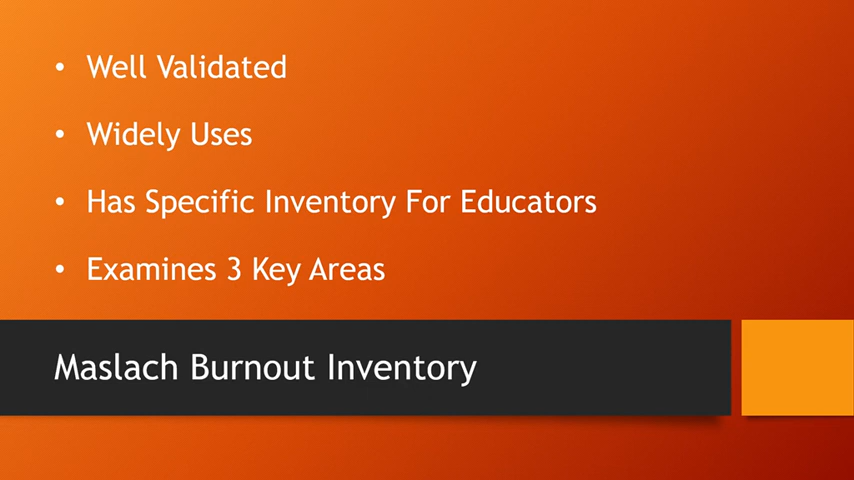 • Well Validated
• Widely Uses
• Has Specific Inventory For Educators
• Examines 3 Key Areas
Maslach Burnout Inventory